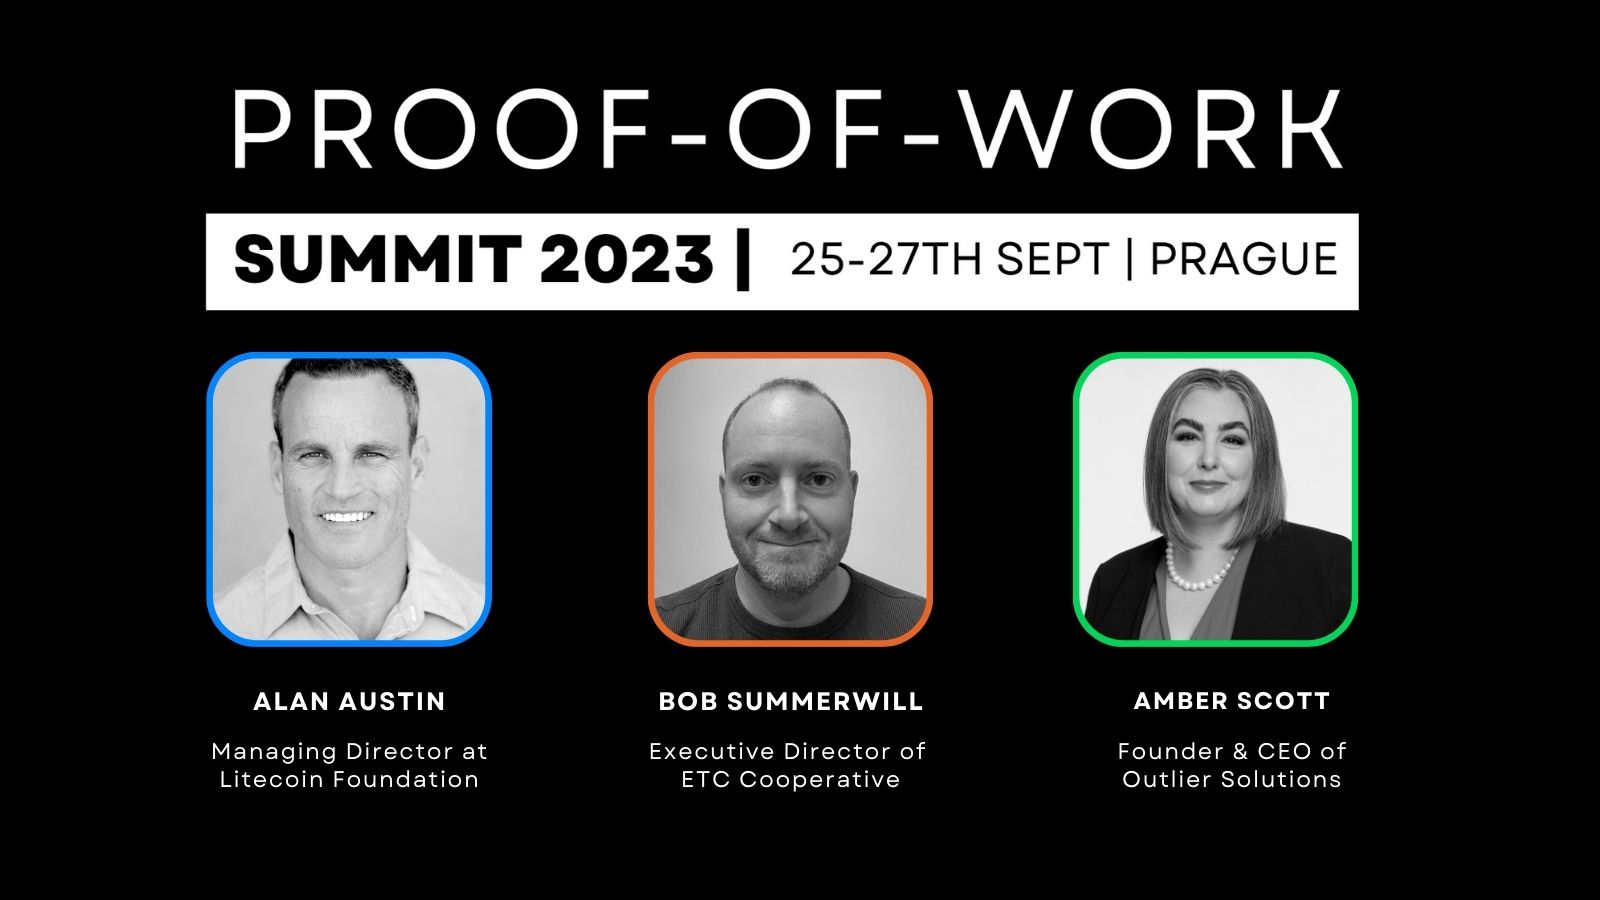 PROOF-OF-WORK
SUMMIT 2023 | 25-27TH SEPT | PRAGUE
ALAN AUSTIN
Managing Director at
Litecoin Foundation
BOB SUMMERWILL
Executive Director of
ETC Cooperative
AMBER SCOTT
Founder & CEO of
Outlier Solutions